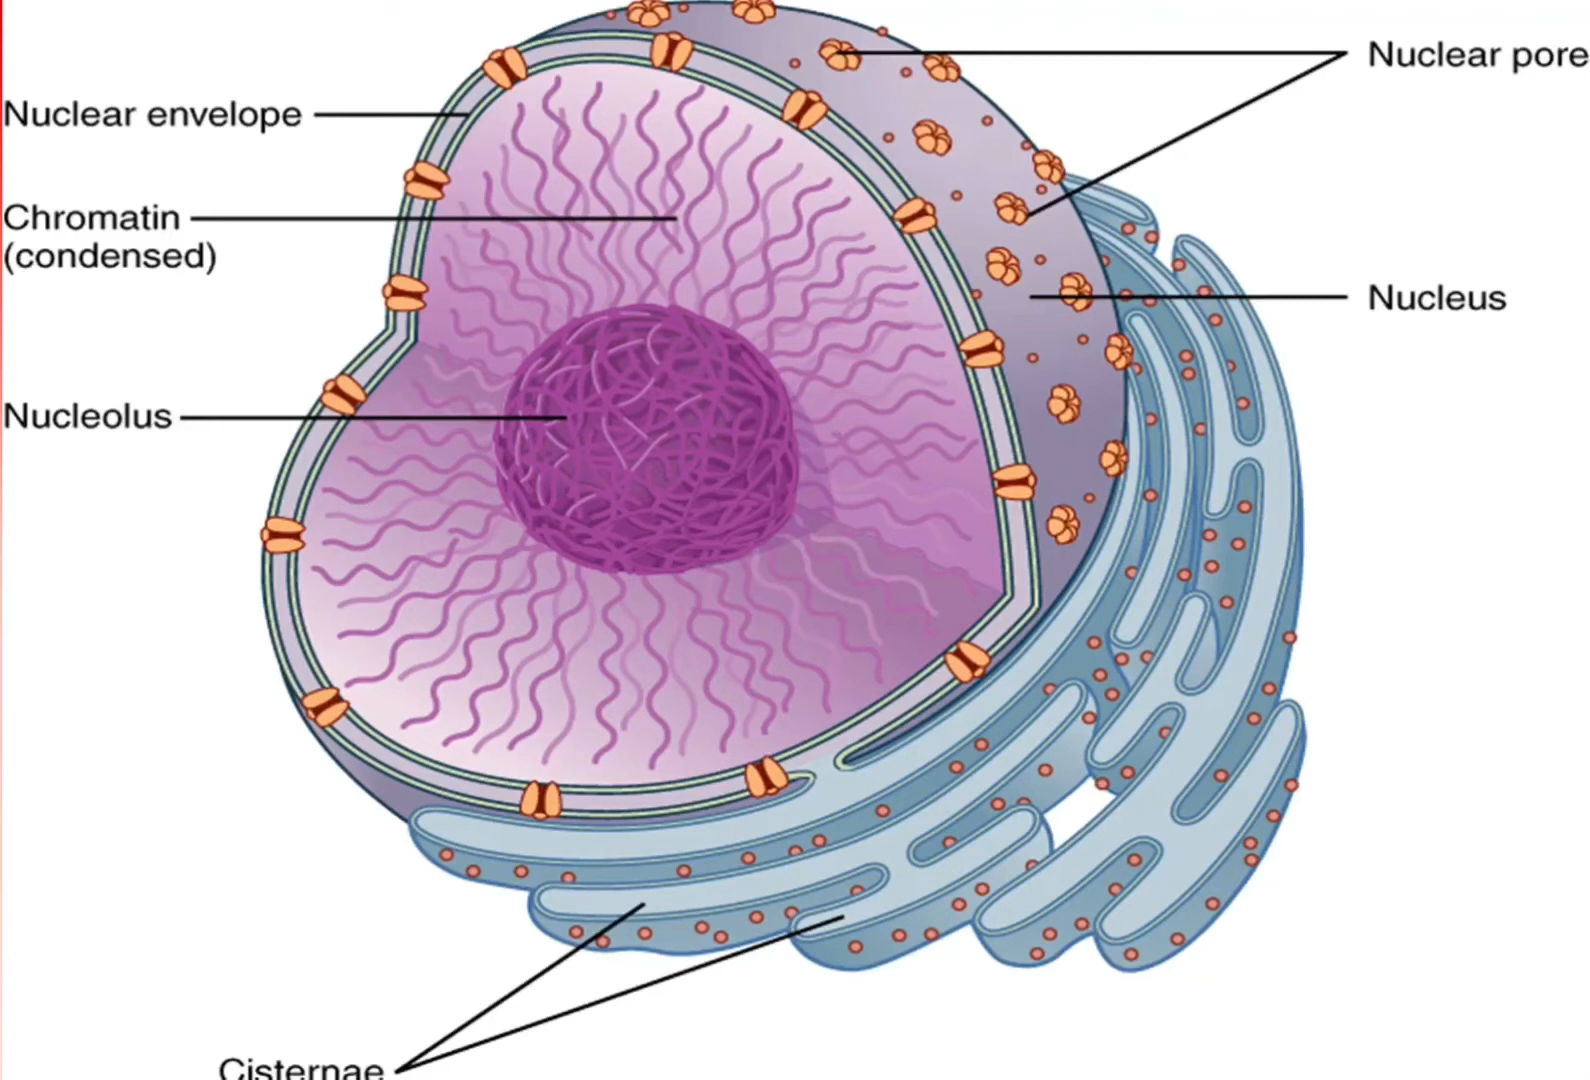 Nuclear pore
Nuclear envelope
Chromatin
(condensed)
Nucleus
Nucleolus
Cisternae